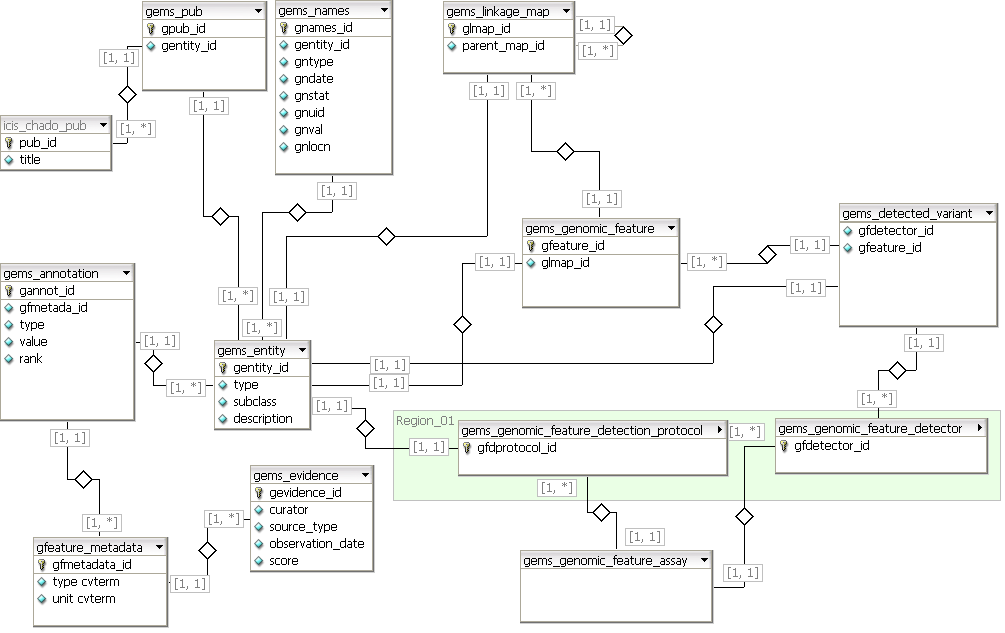 gems_pub
gpub_id
gentity_id
gems_names
gnames_id
gentity_id
gntype
gndate
gnstat
gnuid
gnval
gnlocn
gems_linkage_map
glmap_id
parent_map_id
[1, 1]
[1, *]
[1, 1]
[1, 1]
[1, 1]
[1, *]
icis_chado_pub
pub_id
title
[1, *]
[1, 1]
[1, 1]
gems_genomic_feature
gfeature_id
glmap_id
gems_detected_variant
gfdetector_id
gfeature_id
[1, 1]
[1, *]
[1, 1]
[1, 1]
gems_annotation
gannot_id
gfmetada_id
type
value
rank
[1, *]
[1, 1]
[1, *]
[1, 1]
[1, *]
[1, 1]
gems_entity
gentity_id
type
subclass
description
[1, 1]
[1, 1]
[1, 1]
[1, 1]
[1, *]
Region_01
gems_genomic_feature_detection_protocol
gfdprotocol_id
[1, *]
gems_genomic_feature_detector
gfdetector_id
[1, 1]
[1, 1]
[1, *]
gems_evidence
gevidence_id
curator
source_type
observation_date
score
[1, *]
[1, *]
[1, 1]
gfeature_metadata
gfmetadata_id
type cvterm
unit cvterm
[1, 1]
gems_genomic_feature_assay
[1, 1]